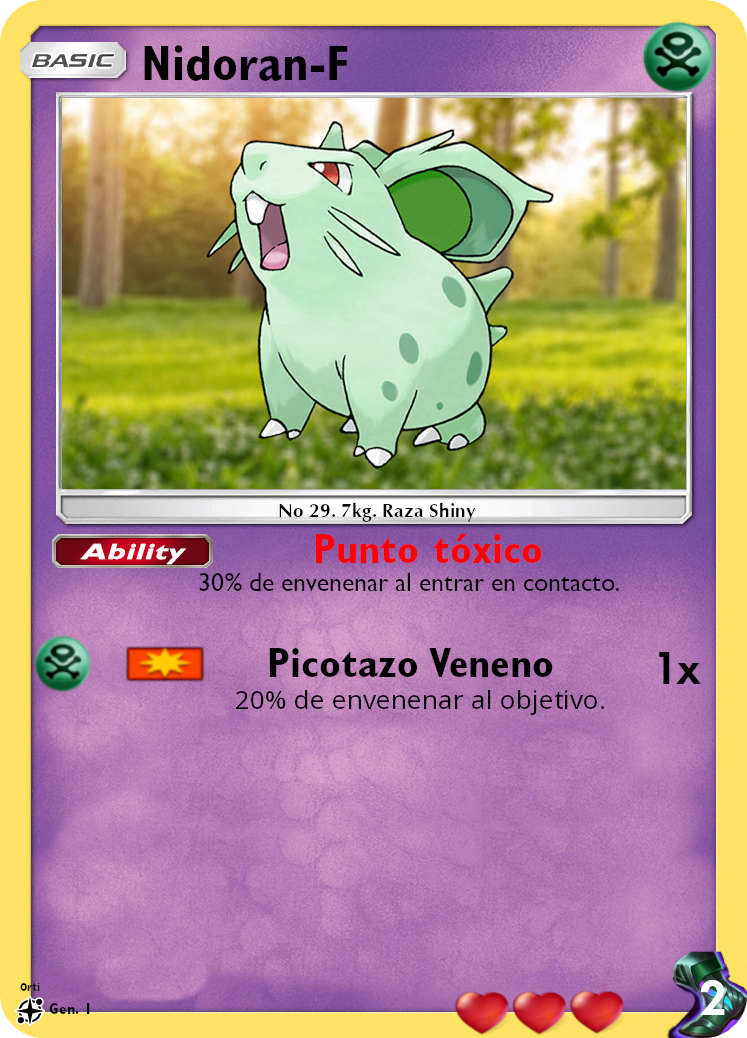 BASIC Nidoran-F
No 29. 7kg. Raza Shiny
Ability Punto tóxico
30% de envenenar al entrar en contacto.
Picotazo Veneno 1x
20% de envenenar al objetivo.
Orti
Gen. 1
2